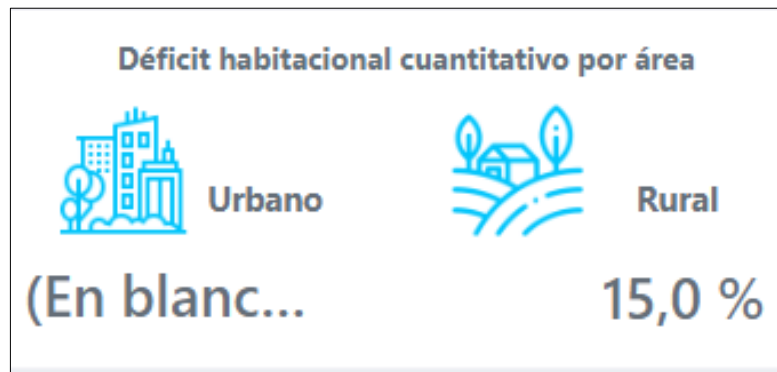 Déficit habitacional cuantitativo por área
Urbano
Rural
(En blanc...
15,0 %